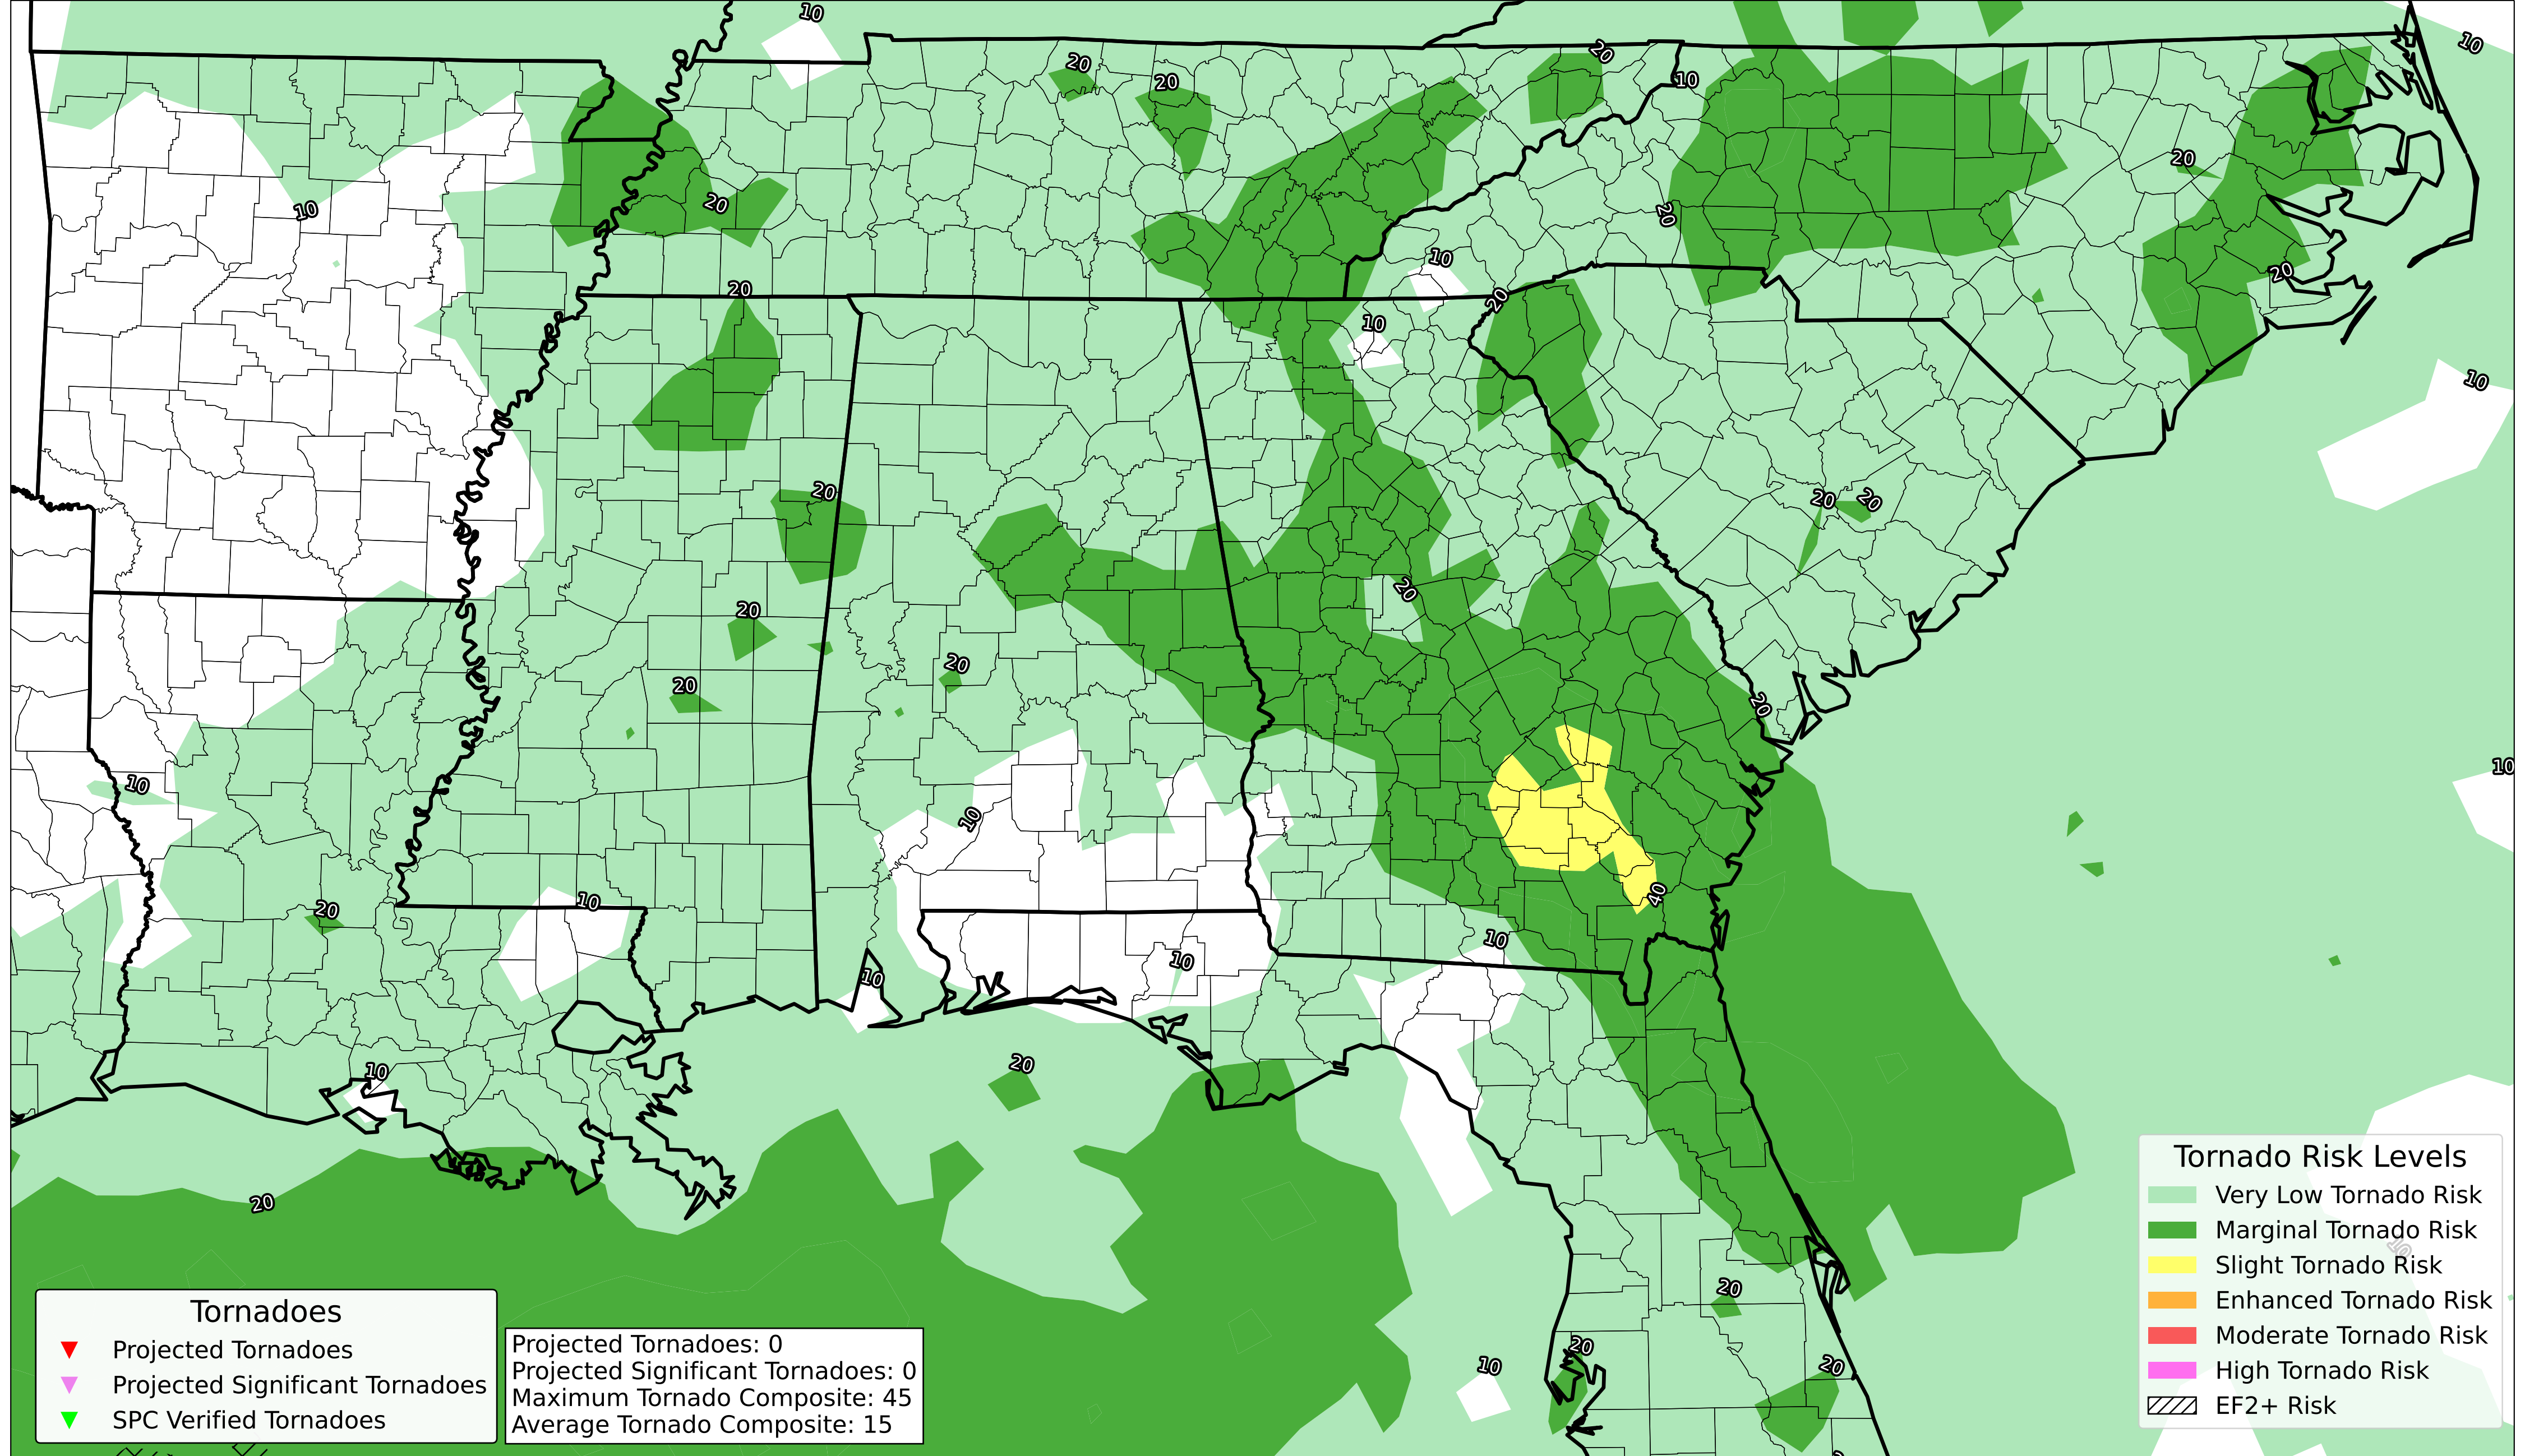 10
10
20
20
20
10
20
10
20
20
20
10
10
20
20
20
10
10
20
20
20
20
20
20
20
20
10
10
10
20
10
40
10
10
10
20
10
20
20
10
20
20
10
Tornado Risk Levels
Very Low Tornado Risk
Marginal Tornado Risk
Slight Tornado Risk
Enhanced Tornado Risk
Moderate Tornado Risk
High Tornado Risk
EF2+ Risk
Tornadoes
Projected Tornadoes
Projected Significant Tornadoes
SPC Verified Tornadoes
Projected Tornadoes: 0
Projected Significant Tornadoes: 0
Maximum Tornado Composite: 45
Average Tornado Composite: 15